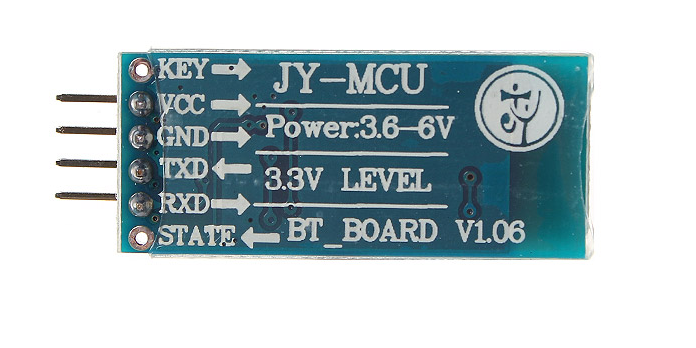 KEY
VCC
GND
TXD
RXD
STATE
JY-MCU
Power:3.6-6V
3.3V LEVEL
BT_BOARD V1.06